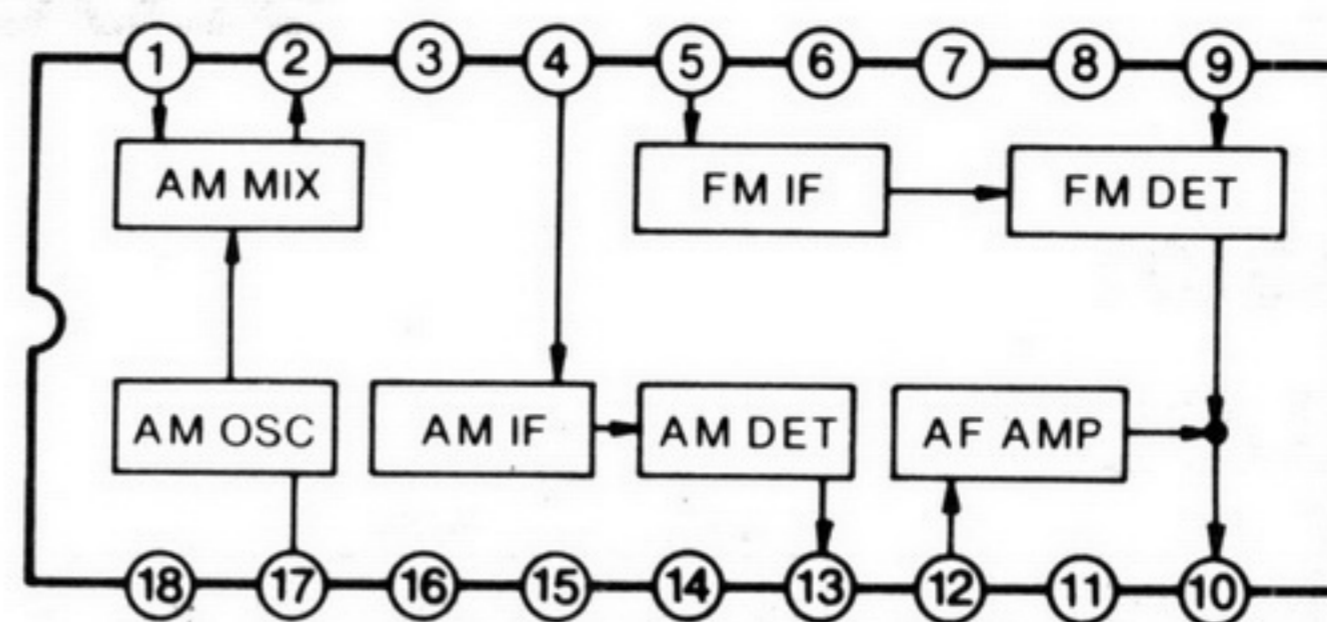 1 2 3 4 5 6 7 8 9
AM MIX FM IF FM DET
AM OSC AM IF AM DET AF AMP
18 17 16 15 14 13 12 11 10